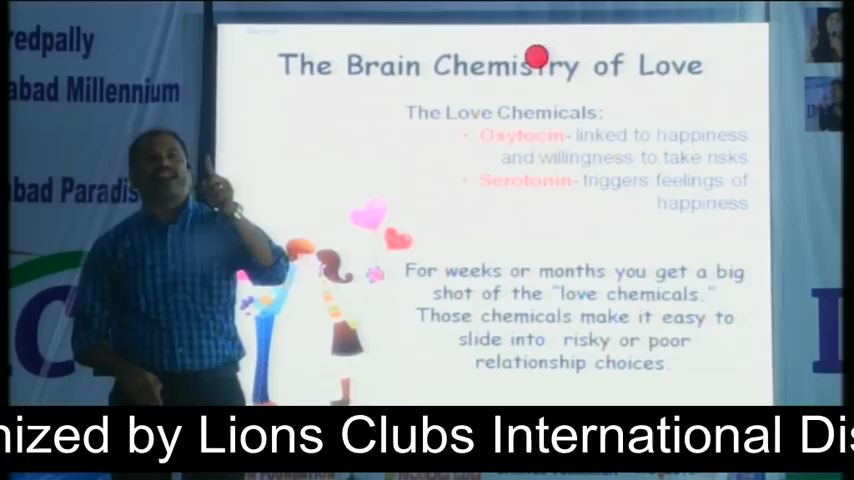 redpally
abad Millennium
abad Paradis
The Brain Chemistry of Love
The Love Chemicals:
• Oxytocin- linked to happiness
and willingness to take risks
• Serotonin- triggers feelings of
happiness
For weeks or months you get a big
shot of the "love chemicals."
Those chemicals make it easy to
slide into risky or poor
relationship choices.
nized by Lions Clubs International Dis